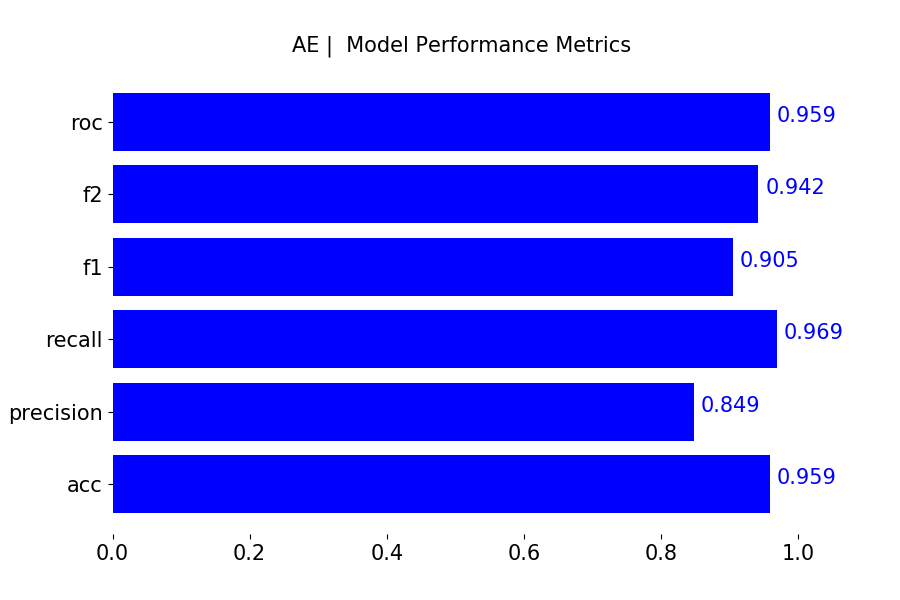 AE |  Model Performance Metrics
roc 0.959
f2 0.942
f1 0.905
recall 0.969
precision 0.849
acc 0.959
0.0 0.2 0.4 0.6 0.8 1.0